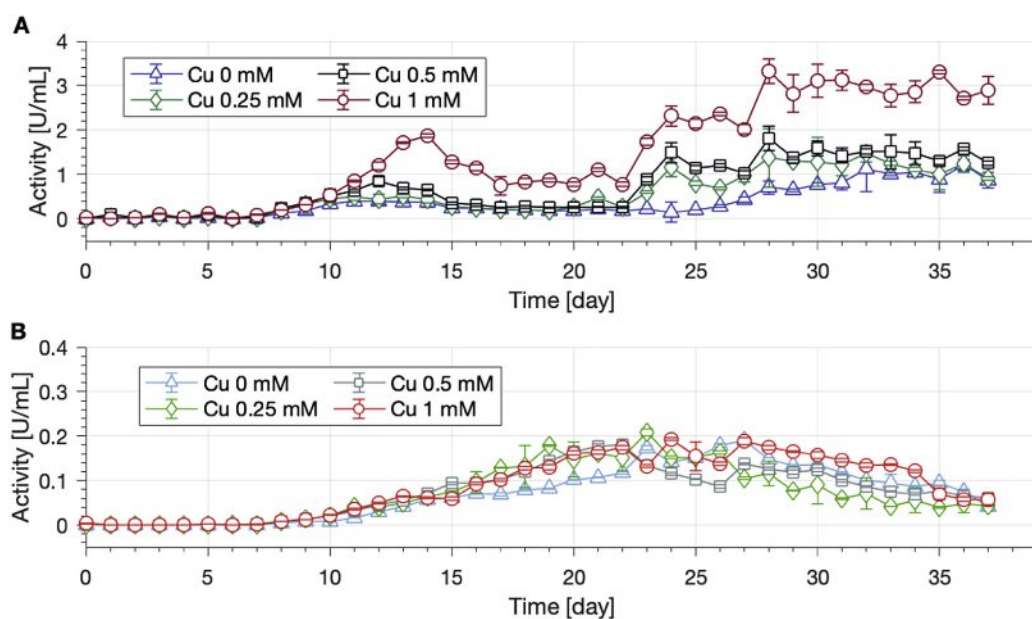 A
Activity [U/mL]
4
3
2
1
0
Cu 0 mM
Cu 0.5 mM
Cu 0.25 mM
Cu 1 mM
0 5 10 15 20 25 30 35
Time [day]
B
Activity [U/mL]
0.4
0.3
0.2
0.1
0
Cu 0 mM
Cu 0.5 mM
Cu 0.25 mM
Cu 1 mM
0 5 10 15 20 25 30 35
Time [day]